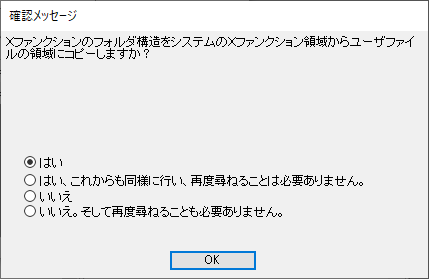 確認メッセージ
Xファンクションのフォルダ構造をシステムのXファンクション領域からユーザファイ
ルの領域にコピーしますか？
はい
はい、これからも同様に行い、再度尋ねることは必要ありません。
いいえ
いいえ。そして再度尋ねることも必要ありません。
OK